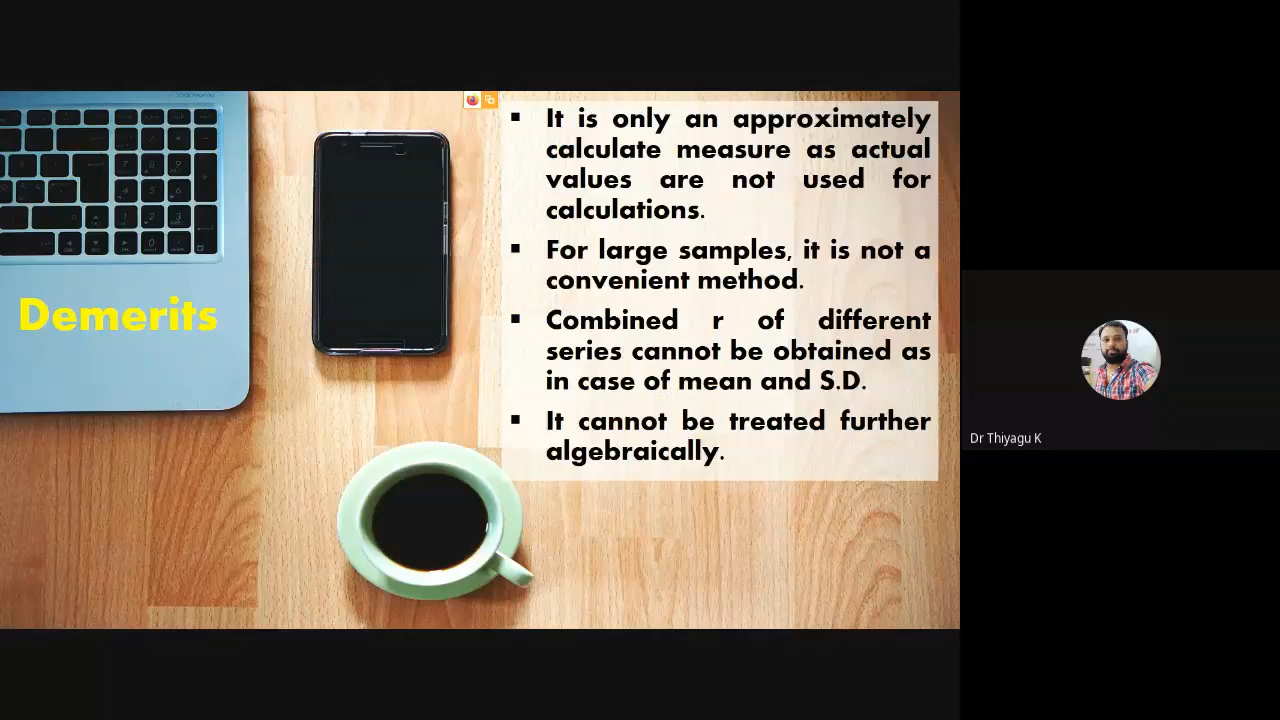 Demerits
▪ It is only an approximately
calculate measure as actual
values are not used for
calculations.
▪ For large samples, it is not a
convenient method.
▪ Combined r of different
series cannot be obtained as
in case of mean and S.D.
▪ It cannot be treated further
algebraically.
Dr Thiyagu K